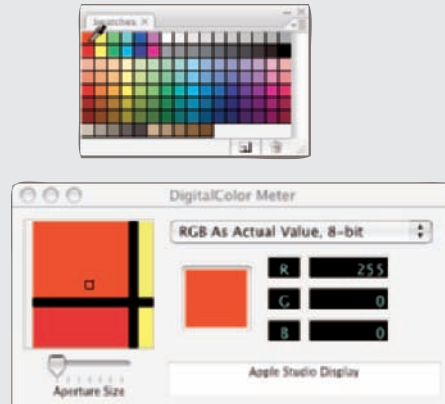 swatches ×
DigitalColor Meter
RGB As Actual Value, 8-bit
R 255
G 0
B 0
Aperture Size
Apple Studio Display